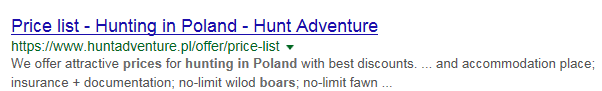 Price list - Hunting in Poland - Hunt Adventure
https://www.huntadventure.pl/offer/price-list
We offer attractive prices for hunting in Poland with best discounts. ... and accommodation place;
insurance + documentation; no-limit wilod boars; no-limit fawn ...